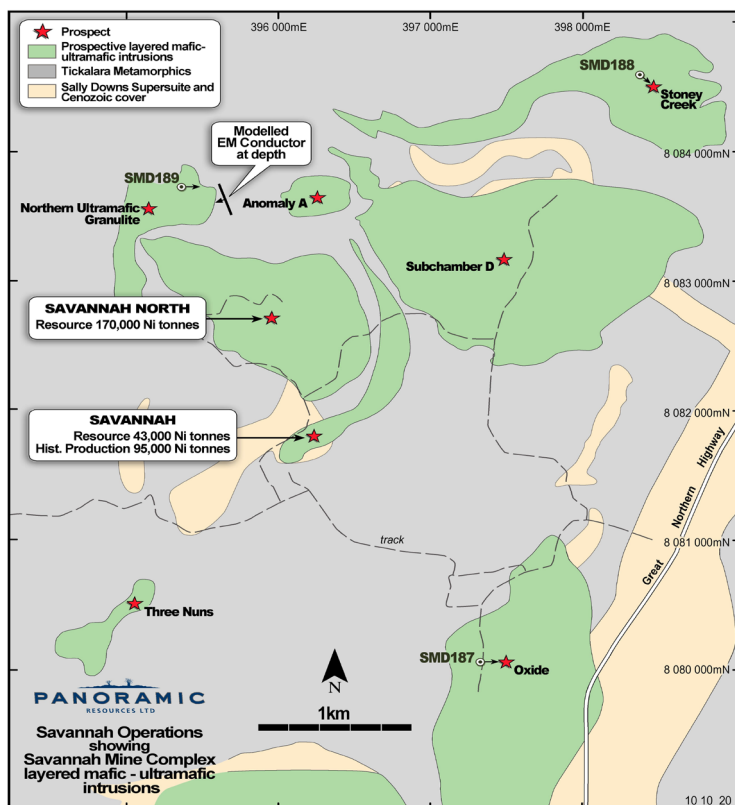 396 000mE
397 000mE
398 000mE
Prospect
Prospective layered mafic-
ultramafic intrusions
Tickalara Metamorphics
Sally Downs Supersuite and
Cenozoic cover
SMD188
Stoney
Creek
Modelled
EM Conductor
at depth
8 084 000mN
SMD189
Northern Ultramafic
Granulite
Anomaly A
Subchamber D
8 083 000mN
SAVANNAH NORTH
Resource 170,000 Ni tonnes
SAVANNAH
Resource 43,000 Ni tonnes
Hist. Production 95,000 Ni tonnes
8 082 000mN
Great Northern Highway
track
8 081 000mN
Three Nuns
SMD187
Oxide
8 080 000mN
N
1km
PANORAMIC
RESOURCES LTD
Savannah Operations
showing
Savannah Mine Complex
layered mafic - ultramafic
intrusions
10 10 20